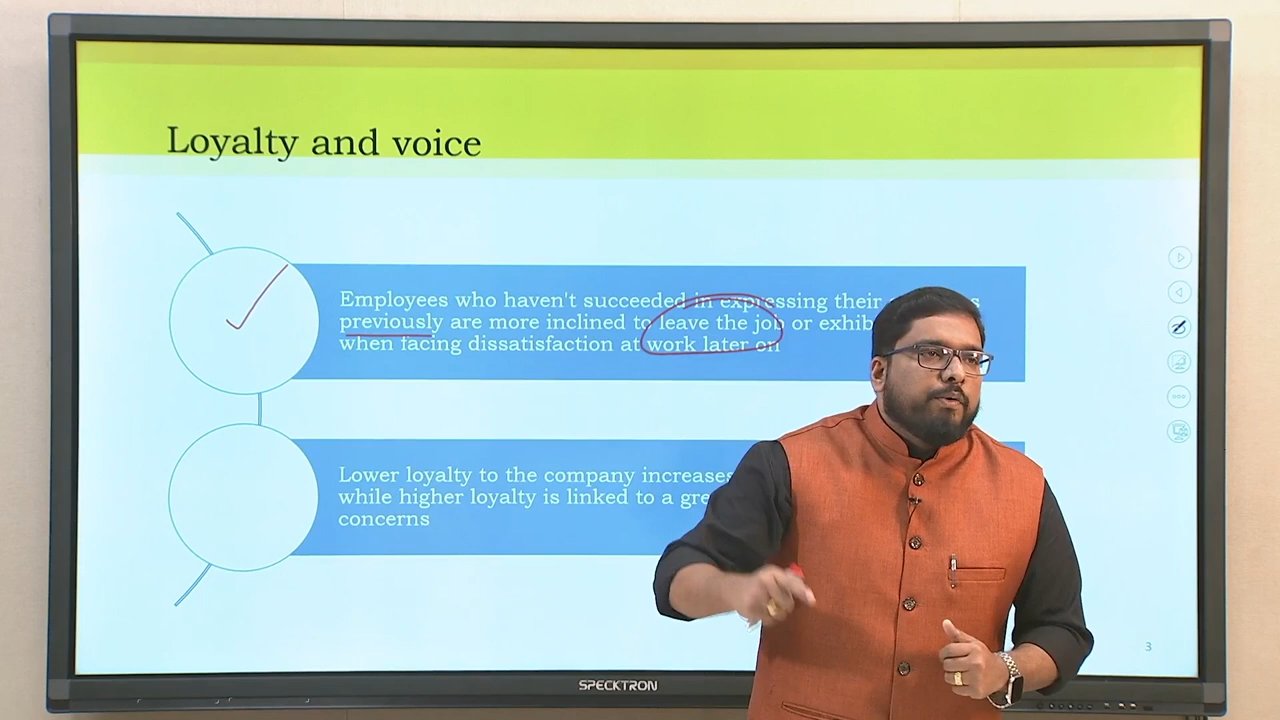 Loyalty and voice
Employees who haven't succeeded in expressing their
previously are more inclined to leave the job or
when facing dissatisfaction at work later on
Lower loyalty to the company increases
while higher loyalty is linked to a
concerns
3
SPECKTRON